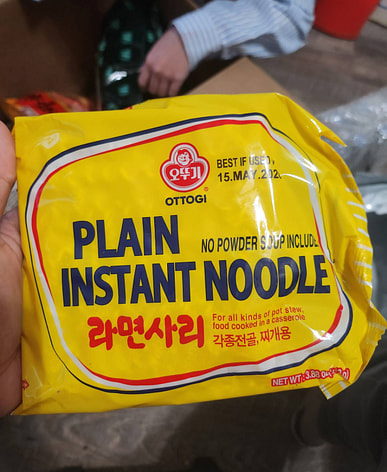 오뚜기
OTTOGI
BEST IF USED
15.MAY.202
PLAIN
NO POWDER SOUP INCLUDE
INSTANT NOODLE
라면사리
For all kinds of pot stew,
food cooked in a casserole
각종전골, 찌개용
NET WT.